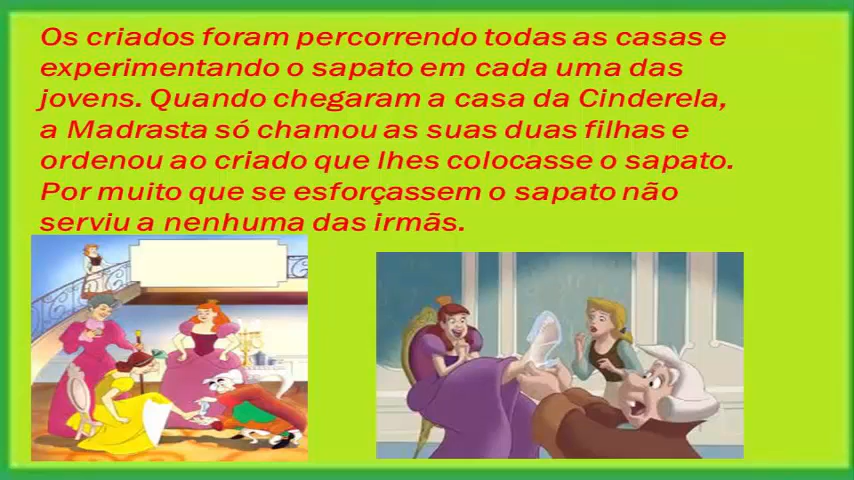 Os criados foram percorrendo todas as casas e
experimentando o sapato em cada uma das
jovens. Quando chegaram a casa da Cinderela,
a Madrasta só chamou as suas duas filhas e
ordenou ao criado que lhes colocasse o sapato.
Por muito que se esforçassem o sapato não
serviu a nenhuma das irmãs.